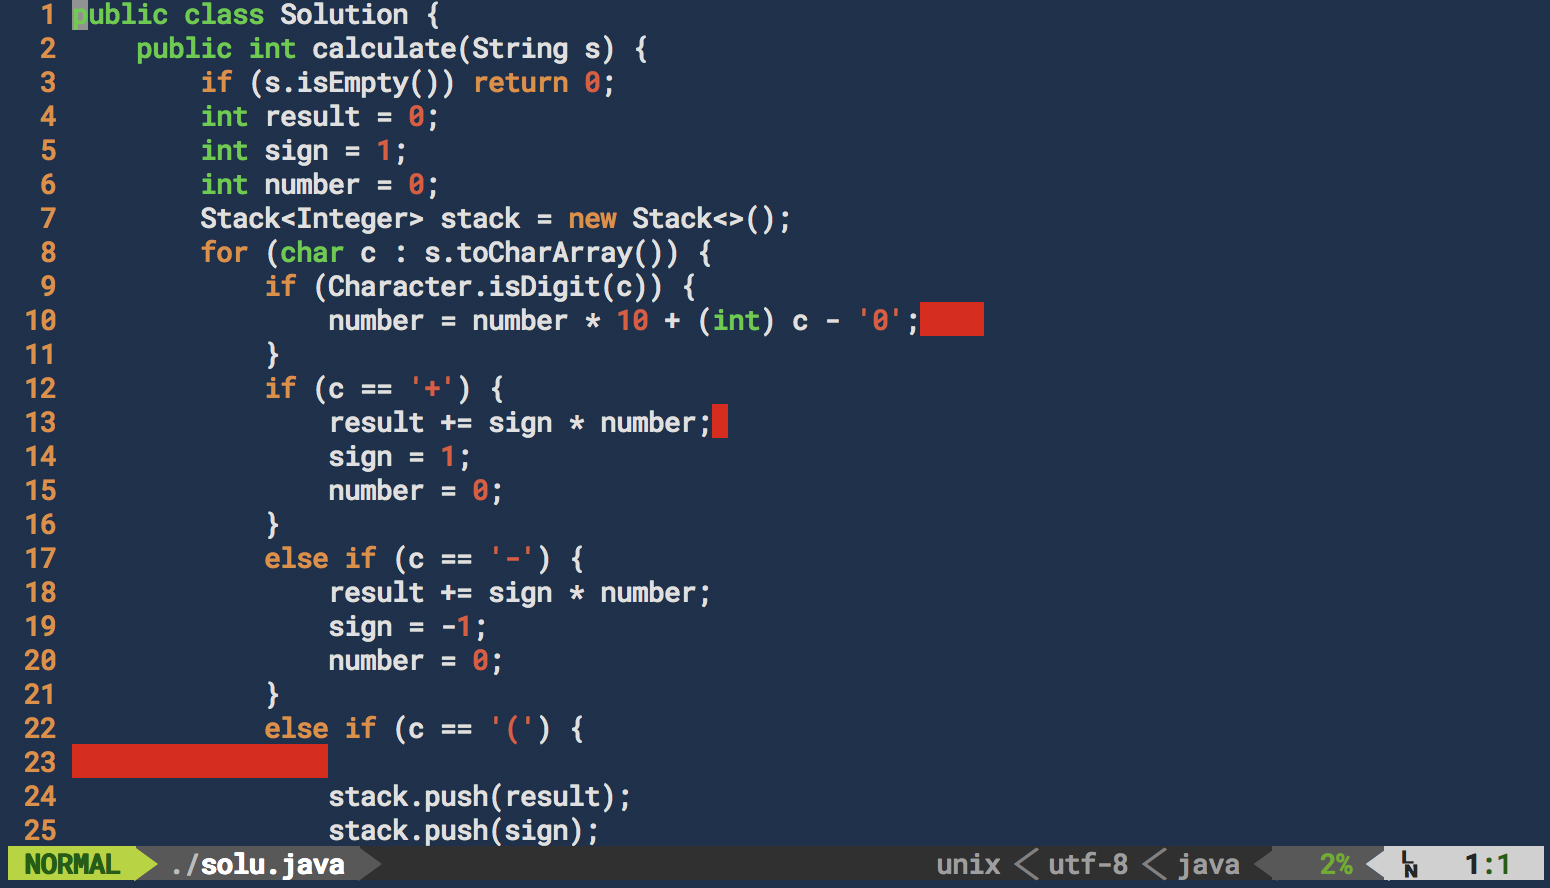 1 public class Solution {
2     public int calculate(String s) {
3         if (s.isEmpty()) return 0;
4         int result = 0;
5         int sign = 1;
6         int number = 0;
7         Stack<Integer> stack = new Stack<>();
8         for (char c : s.toCharArray()) {
9             if (Character.isDigit(c)) {
10                 number = number * 10 + (int) c - '0';
11             }
12             if (c == '+') {
13                 result += sign * number;
14                 sign = 1;
15                 number = 0;
16             }
17             else if (c == '-') {
18                 result += sign * number;
19                 sign = -1;
20                 number = 0;
21             }
22             else if (c == '(') {
23
24                 stack.push(result);
25                 stack.push(sign);
NORMAL ./solu.java unix utf-8 java 2% LN 1:1